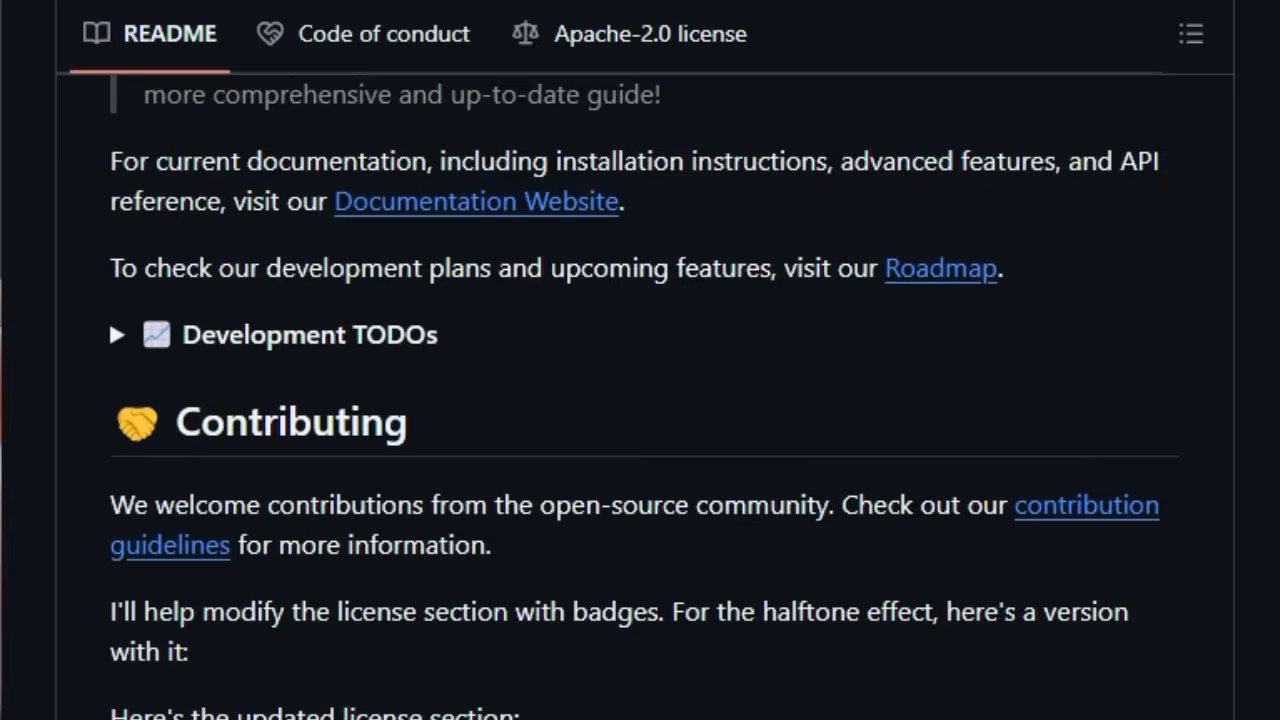 README Code of conduct Apache-2.0 license
more comprehensive and up-to-date guide!
For current documentation, including installation instructions, advanced features, and API
reference, visit our Documentation Website.
To check our development plans and upcoming features, visit our Roadmap.
Development TODOs
Contributing
We welcome contributions from the open-source community. Check out our contribution
guidelines for more information.
I'll help modify the license section with badges. For the halftone effect, here's a version
with it:
Here's the updated license section: